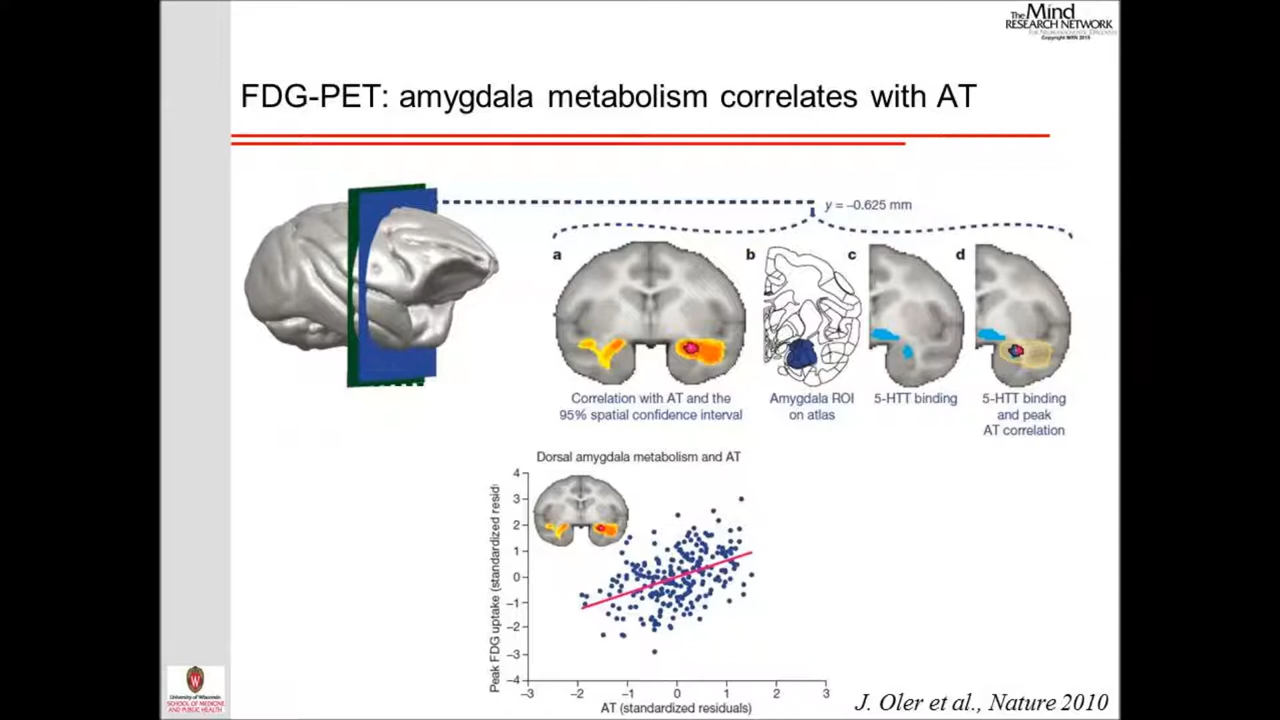 The Mind
RESEARCH NETWORK
Copyright MRN 2010
FDG-PET: amygdala metabolism correlates with AT
y = –0.625 mm
a
b
c
d
Correlation with AT and the
95% spatial confidence interval
Amygdala ROI
on atlas
5-HTT binding
5-HTT binding
and peak
AT correlation
Dorsal amygdala metabolism and AT
Peak FDG uptake (standardized resid
4
3
2
1
0
–1
–2
–3
–4
–3
–2
–1
0
1
2
3
AT (standardized residuals)
University of Wisconsin
SCHOOL OF MEDICINE
AND PUBLIC HEALTH
J. Oler et al., Nature 2010